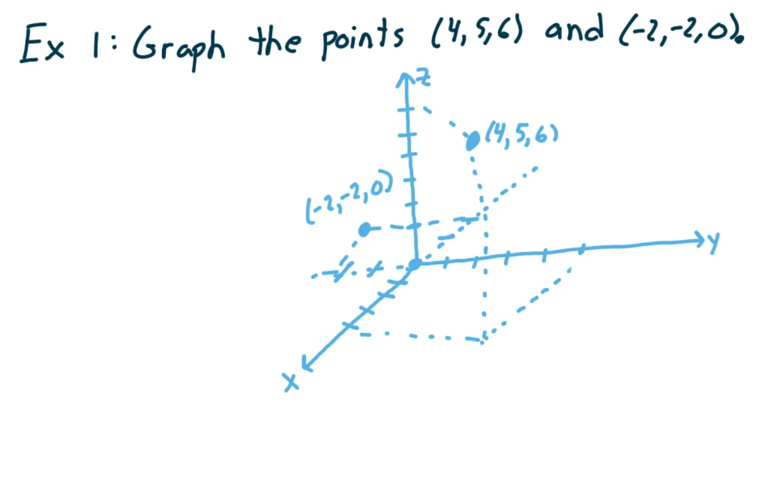 Ex 1: Graph the points (4,5,6) and (-2,-2,0).
z
(4,5,6)
(-2,-2,0)
y
x